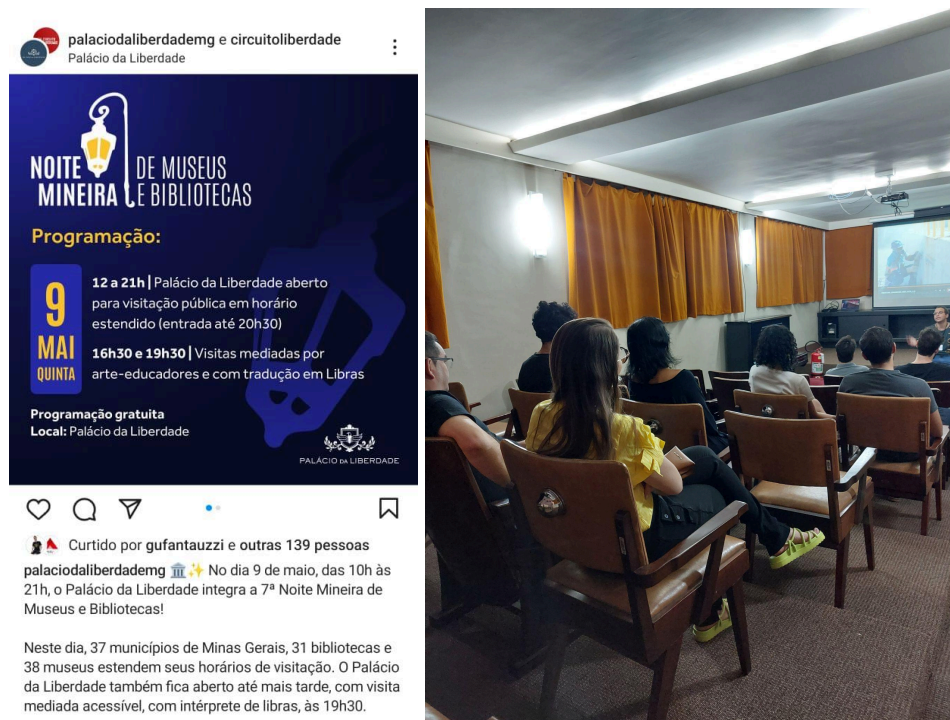 palaciodaliberdademg e circuitoliberdade
Palácio da Liberdade
NOITE MINEIRA DE MUSEUS E BIBLIOTECAS
Programação:
9
MAI
QUINTA
12 a 21h | Palácio da Liberdade aberto
para visitação pública em horário
estendido (entrada até 20h30)
16h30 e 19h30 | Visitas mediadas por
arte-educadores e com tradução em Libras
Programação gratuita
Local: Palácio da Liberdade
PALÁCIO DA LIBERDADE
Curtido por gufantauzzi e outras 139 pessoas
palaciodaliberdademg 🏛️✨ No dia 9 de maio, das 10h às
21h, o Palácio da Liberdade integra a 7ª Noite Mineira de
Museus e Bibliotecas!
Neste dia, 37 municípios de Minas Gerais, 31 bibliotecas e
38 museus estendem seus horários de visitação. O Palácio
da Liberdade também fica aberto até mais tarde, com visita
mediada acessível, com intérprete de libras, às 19h30.